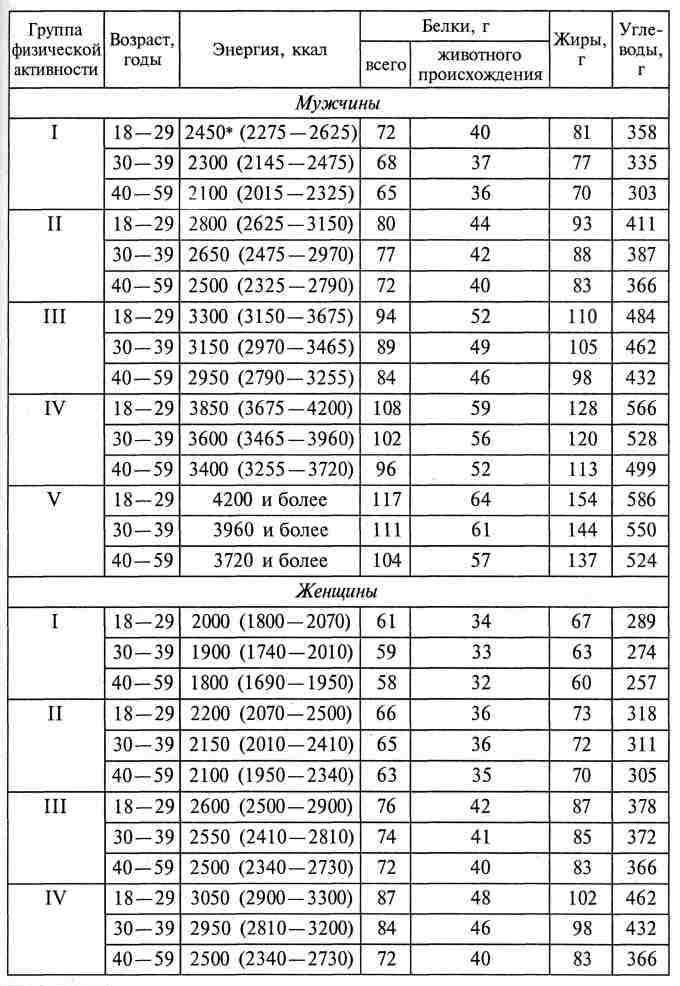 Группа физической активности | Возраст, годы | Энергия, ккал | Белки, г | Жиры, г | Угле-воды, г
всего | животного происхождения
Мужчины
I | 18—29 | 2450* (2275—2625) | 72 | 40 | 81 | 358
30—39 | 2300 (2145—2475) | 68 | 37 | 77 | 335
40—59 | 2100 (2015—2325) | 65 | 36 | 70 | 303
II | 18—29 | 2800 (2625—3150) | 80 | 44 | 93 | 411
30—39 | 2650 (2475—2970) | 77 | 42 | 88 | 387
40—59 | 2500 (2325—2790) | 72 | 40 | 83 | 366
III | 18—29 | 3300 (3150—3675) | 94 | 52 | 110 | 484
30—39 | 3150 (2970—3465) | 89 | 49 | 105 | 462
40—59 | 2950 (2790—3255) | 84 | 46 | 98 | 432
IV | 18—29 | 3850 (3675—4200) | 108 | 59 | 128 | 566
30—39 | 3600 (3465—3960) | 102 | 56 | 120 | 528
40—59 | 3400 (3255—3720) | 96 | 52 | 113 | 499
V | 18—29 | 4200 и более | 117 | 64 | 154 | 586
30—39 | 3960 и более | 111 | 61 | 144 | 550
40—59 | 3720 и более | 104 | 57 | 137 | 524
Женщины
I | 18—29 | 2000 (1800—2070) | 61 | 34 | 67 | 289
30—39 | 1900 (1740—2010) | 59 | 33 | 63 | 274
40—59 | 1800 (1690—1950) | 58 | 32 | 60 | 257
II | 18—29 | 2200 (2070—2500) | 66 | 36 | 73 | 318
30—39 | 2150 (2010—2410) | 65 | 36 | 72 | 311
40—59 | 2100 (1950—2340) | 63 | 35 | 70 | 305
III | 18—29 | 2600 (2500—2900) | 76 | 42 | 87 | 378
30—39 | 2550 (2410—2810) | 74 | 41 | 85 | 372
40—59 | 2500 (2340—2730) | 72 | 40 | 83 | 366
IV | 18—29 | 3050 (2900—3300) | 87 | 48 | 102 | 462
30—39 | 2950 (2810—3200) | 84 | 46 | 98 | 432
40—59 | 2500 (2340—2730) | 72 | 40 | 83 | 366